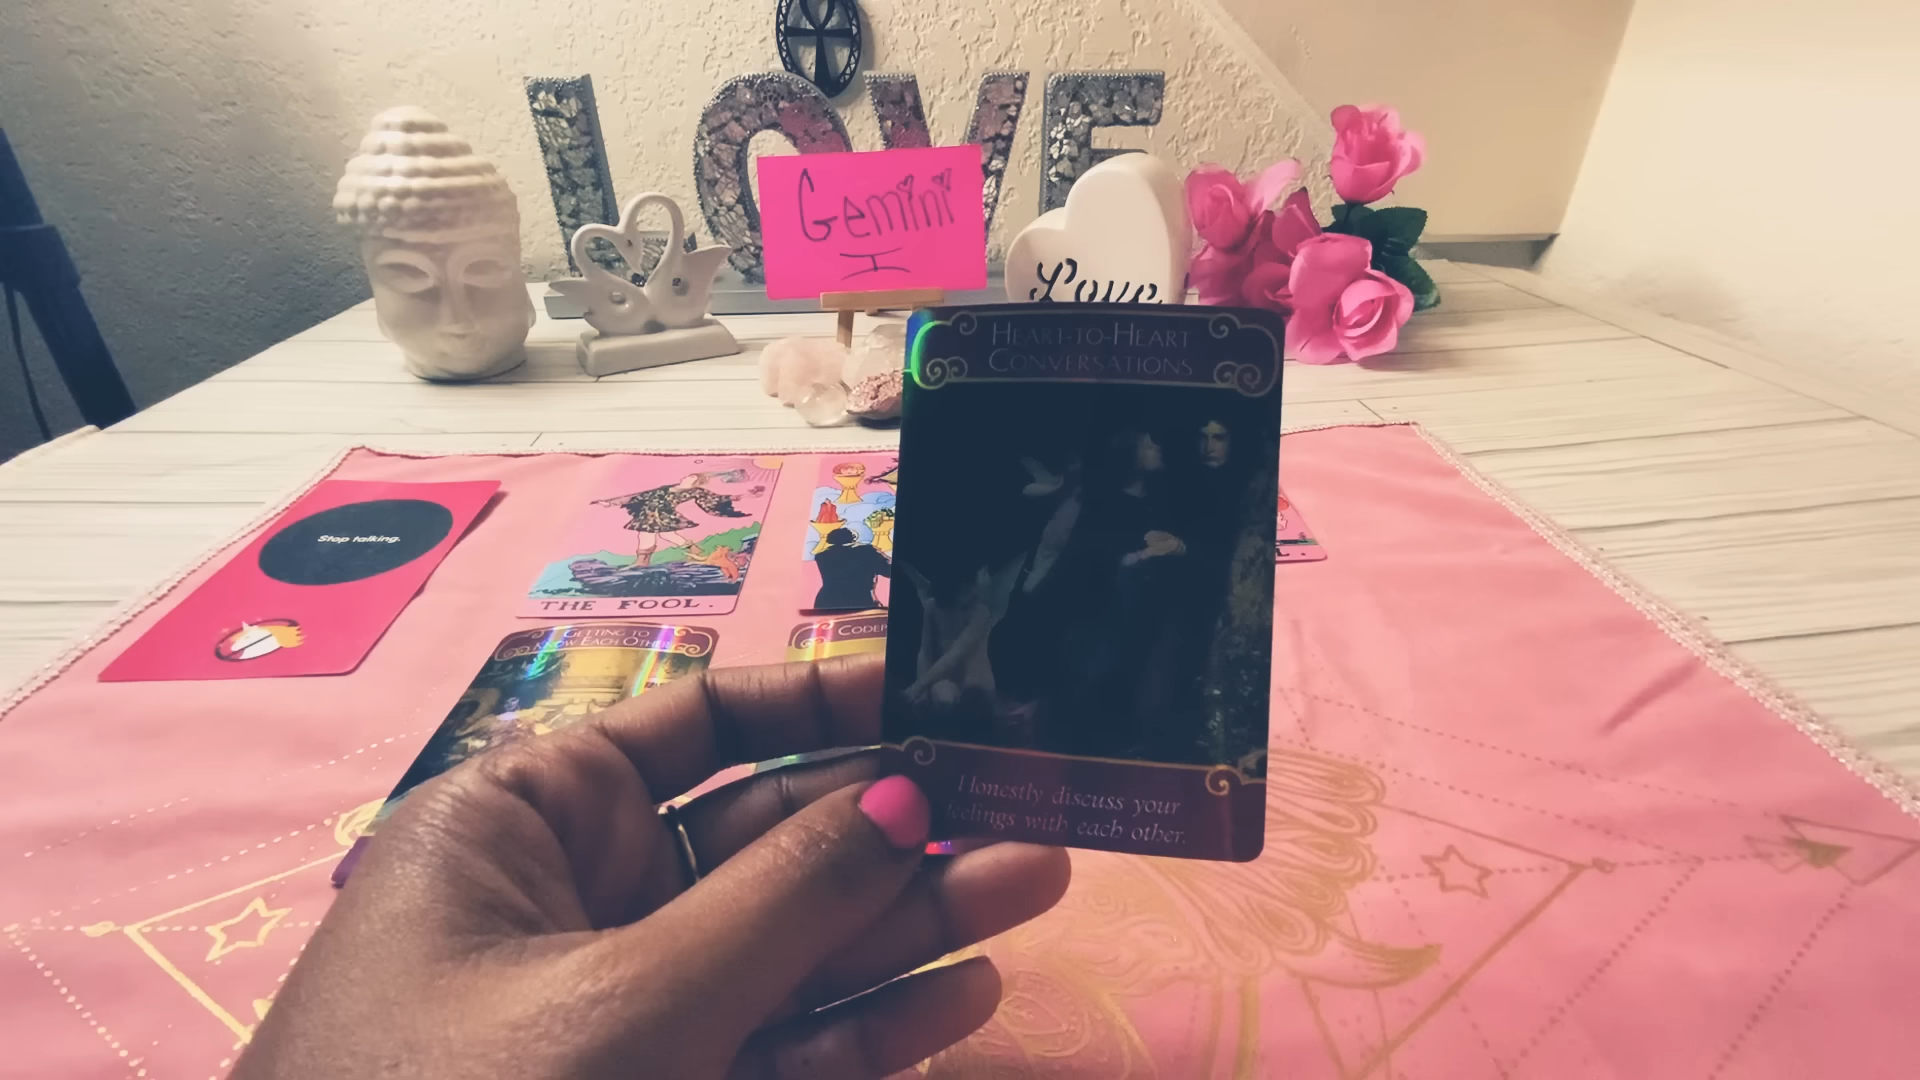 LOVE
Gemini
Love
HEART-TO-HEART
CONVERSATIONS
Stop talking.
THE FOOL.
GETTING TO
KNOW EACH OTHER
Honestly discuss your
feelings with each other.